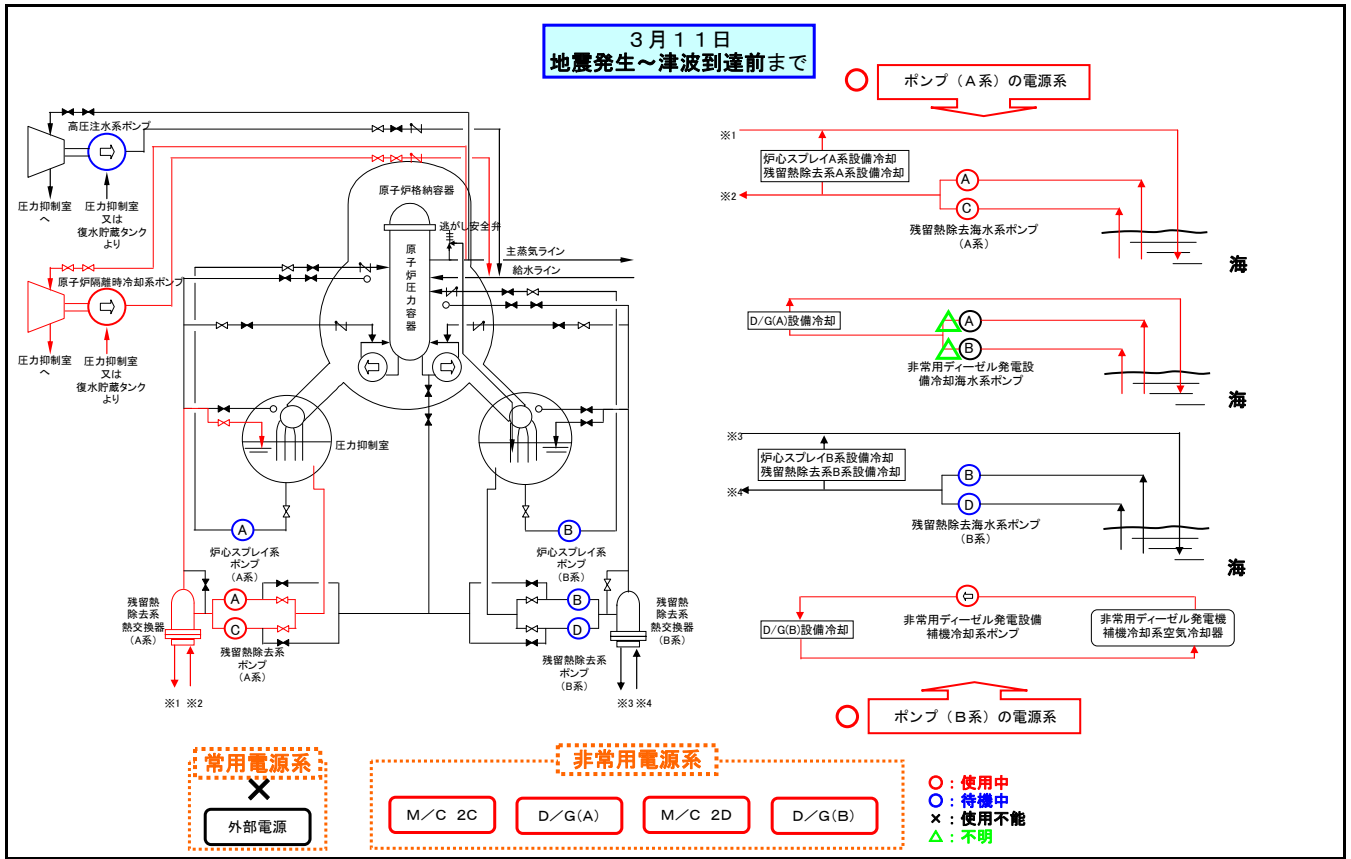 ３月１１日
地震発生～津波到達前まで
ポンプ（Ａ系）の電源系
高圧注水系ポンプ
圧力抑制室
へ
圧力抑制室
又は
復水貯蔵タンク
より
原子炉隔離時冷却系ポンプ
圧力抑制室
へ
圧力抑制室
又は
復水貯蔵タンク
より
原子炉格納容器
逃がし安全弁
原子炉圧力容器
主蒸気ライン
給水ライン
圧力抑制室
A
炉心スプレイ系
ポンプ
（A系）
B
炉心スプレイ系
ポンプ
（B系）
残留熱
除去系
熱交換器
（A系）
A
C
残留熱除去系
ポンプ
（A系）
B
D
残留熱除去系
ポンプ
（B系）
残留熱
除去系
熱交換器
（B系）
※1 ※2
※3 ※4
※1
炉心スプレイA系設備冷却
残留熱除去系A系設備冷却
※2
A
C
残留熱除去海水系ポンプ
（A系）
海
D/G(A)設備冷却
A
B
非常用ディーゼル発電設
備冷却海水系ポンプ
海
※3
炉心スプレイB系設備冷却
残留熱除去系B系設備冷却
※4
B
D
残留熱除去海水系ポンプ
（B系）
海
D/G(B)設備冷却
非常用ディーゼル発電設備
補機冷却系ポンプ
非常用ディーゼル発電機
補機冷却系空気冷却器
ポンプ（Ｂ系）の電源系
常用電源系
×
外部電源
非常用電源系
Ｍ／Ｃ 2C
Ｄ／Ｇ(A)
Ｍ／Ｃ 2D
Ｄ／Ｇ(B)
○：使用中
○：待機中
×：使用不能
△：不明